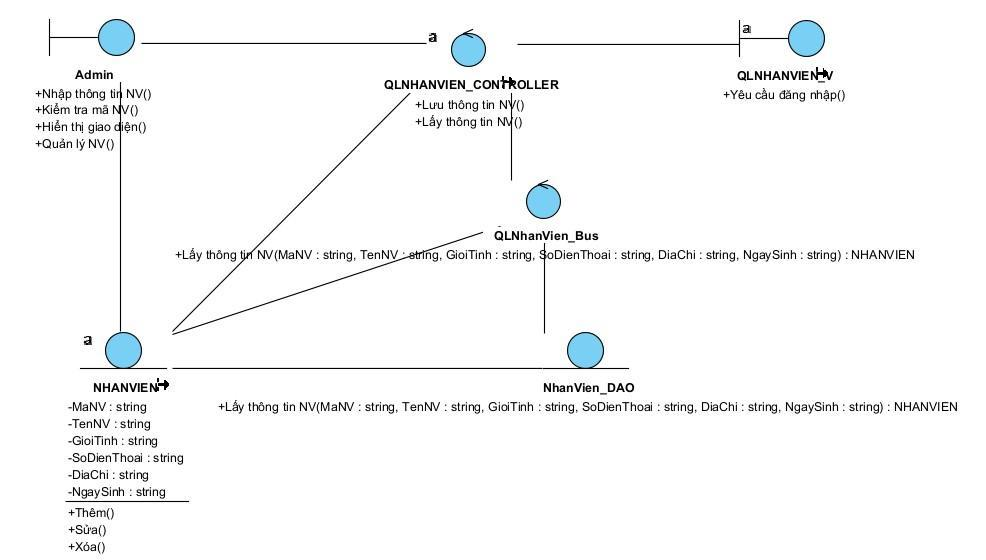 a
a
Admin
QLNHANVIEN_CONTROLLER
QLNHANVIEN_V
+Nhập thông tin NV()
+Kiểm tra mã NV()
+Hiển thị giao diện()
+Quản lý NV()
+Lưu thông tin NV()
+Lấy thông tin NV()
+Yêu cầu đăng nhập()
QLNhanVien_Bus
+Lấy thông tin NV(MaNV : string, TenNV : string, GioiTinh : string, SoDienThoai : string, DiaChi : string, NgaySinh : string) : NHANVIEN
a
NHANVIEN
NhanVien_DAO
-MaNV : string
-TenNV : string
-GioiTinh : string
-SoDienThoai : string
-DiaChi : string
-NgaySinh : string
+Thêm()
+Sửa()
+Xóa()
+Lấy thông tin NV(MaNV : string, TenNV : string, GioiTinh : string, SoDienThoai : string, DiaChi : string, NgaySinh : string) : NHANVIEN